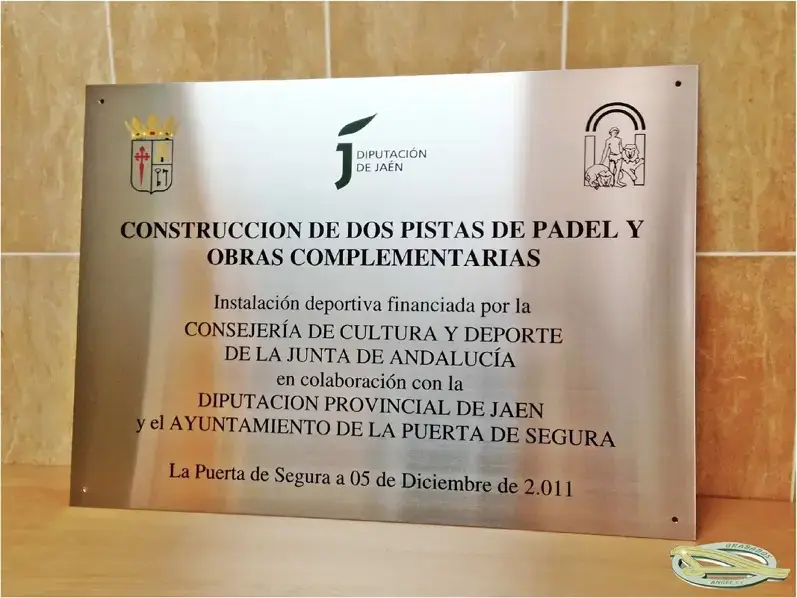 DIPUTACIÓN
DE JAÉN
CONSTRUCCION DE DOS PISTAS DE PADEL Y
OBRAS COMPLEMENTARIAS
Instalación deportiva financiada por la
CONSEJERÍA DE CULTURA Y DEPORTE
DE LA JUNTA DE ANDALUCÍA
en colaboración con la
DIPUTACION PROVINCIAL DE JAEN
y el AYUNTAMIENTO DE LA PUERTA DE SEGURA
La Puerta de Segura a 05 de Diciembre de 2.011
GRABADOS